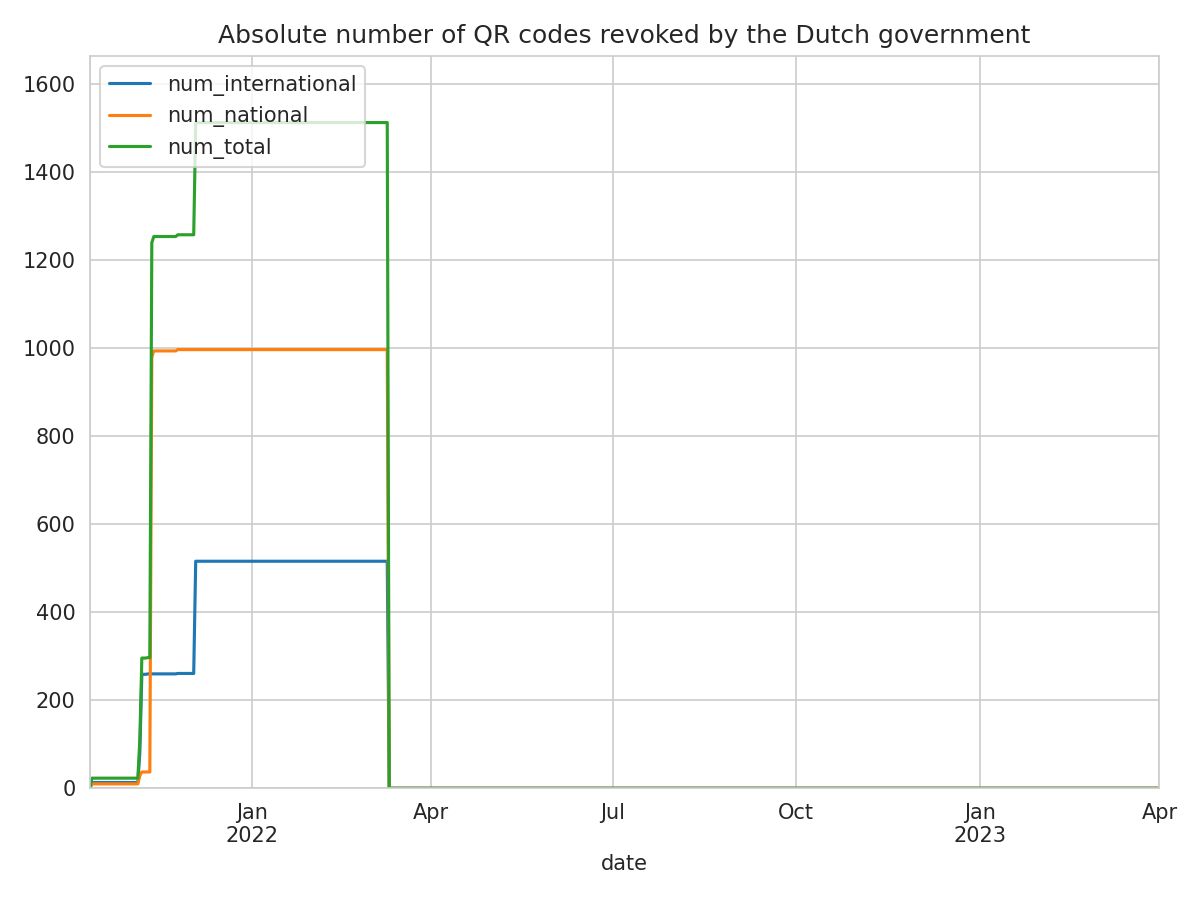 Absolute number of QR codes revoked by the Dutch government
num_international
num_national
num_total
1600
1400
1200
1000
800
600
400
200
0
Jan
2022
Apr
Jul
Oct
Jan
2023
Apr
date